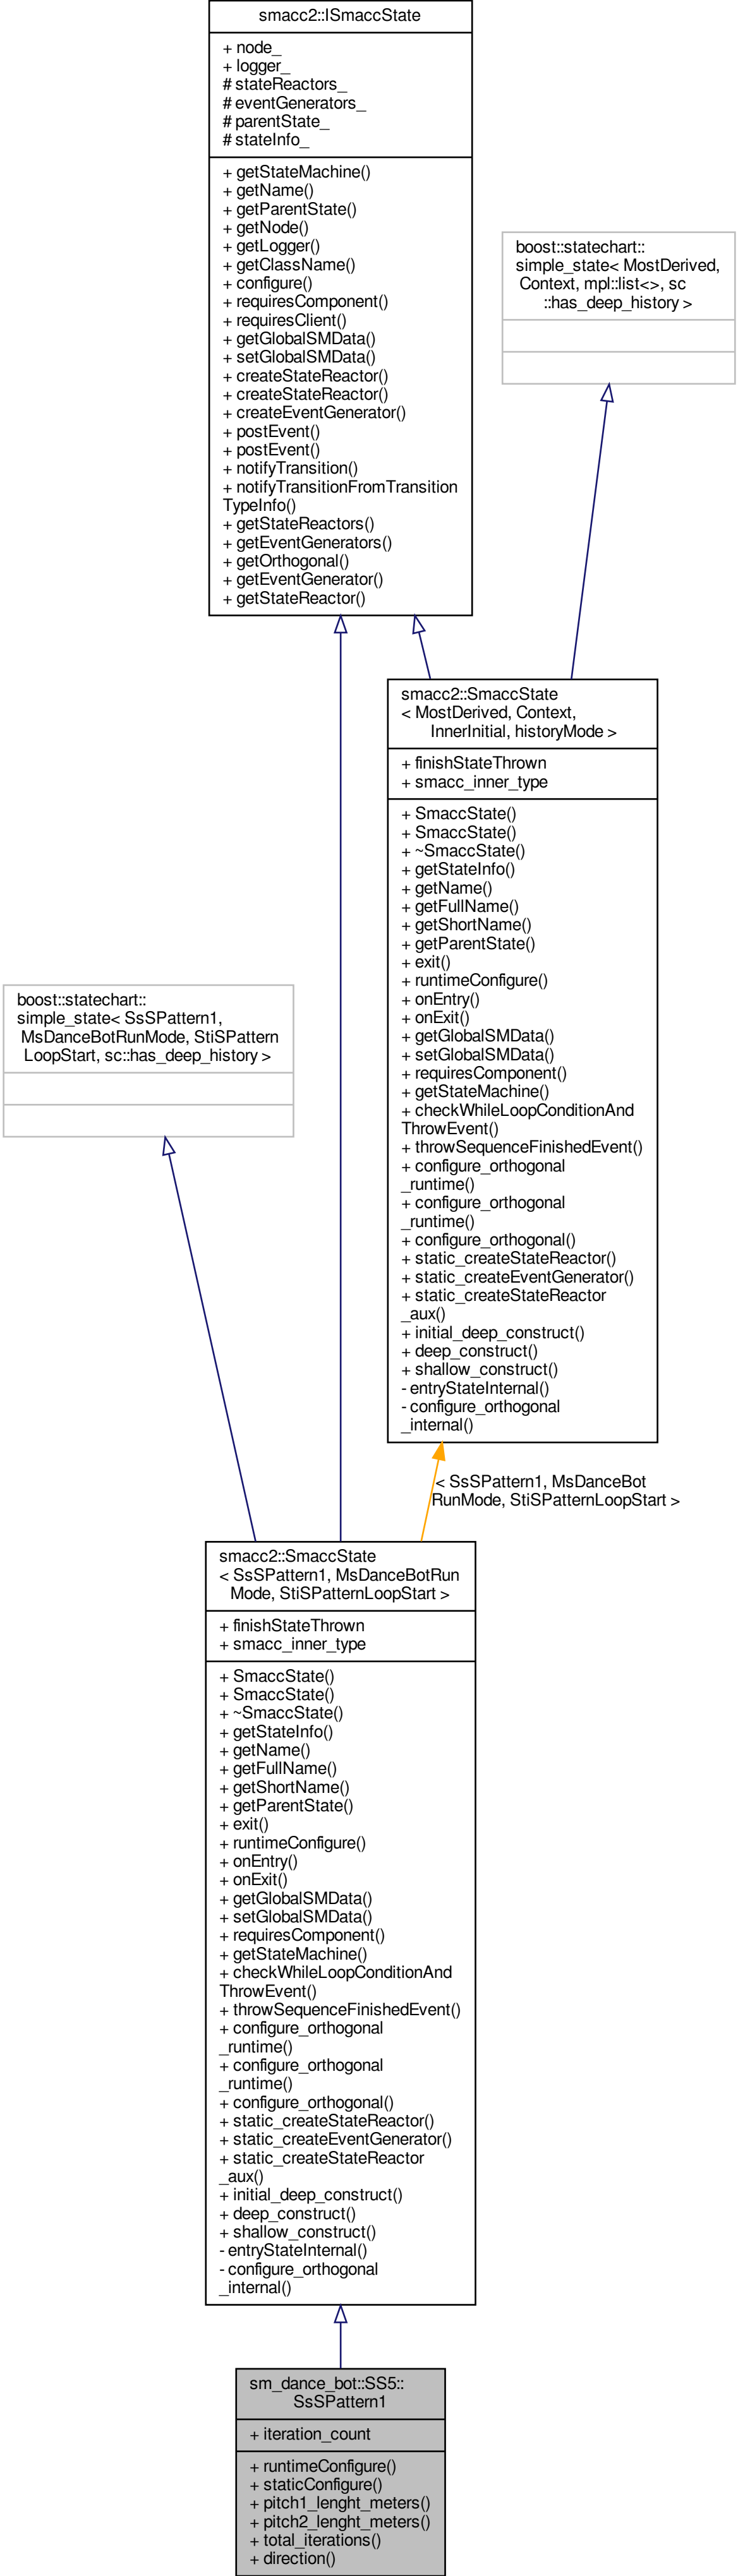 smacc2::ISmaccState
+ node_
+ logger_
# stateReactors_
# eventGenerators_
# parentState_
# stateInfo_
+ getStateMachine()
+ getName()
+ getParentState()
+ getNode()
+ getLogger()
+ getClassName()
+ configure()
+ requiresComponent()
+ requiresClient()
+ getGlobalSMData()
+ setGlobalSMData()
+ createStateReactor()
+ createStateReactor()
+ createEventGenerator()
+ postEvent()
+ postEvent()
+ notifyTransition()
+ notifyTransitionFromTransition
TypeInfo()
+ getStateReactors()
+ getEventGenerators()
+ getOrthogonal()
+ getEventGenerator()
+ getStateReactor()
boost::statechart::
simple_state< MostDerived,
Context, mpl::list<>, sc
::has_deep_history >
smacc2::SmaccState
< MostDerived, Context,
InnerInitial, historyMode >
+ finishStateThrown
+ smacc_inner_type
+ SmaccState()
+ SmaccState()
+ ~SmaccState()
+ getStateInfo()
+ getName()
+ getFullName()
+ getShortName()
+ getParentState()
+ exit()
+ runtimeConfigure()
+ onEntry()
+ onExit()
+ getGlobalSMData()
+ setGlobalSMData()
+ requiresComponent()
+ getStateMachine()
+ checkWhileLoopConditionAnd
ThrowEvent()
+ throwSequenceFinishedEvent()
+ configure_orthogonal
_runtime()
+ configure_orthogonal
_runtime()
+ configure_orthogonal()
+ static_createStateReactor()
+ static_createEventGenerator()
+ static_createStateReactor
_aux()
+ initial_deep_construct()
+ deep_construct()
+ shallow_construct()
- entryStateInternal()
- configure_orthogonal
_internal()
boost::statechart::
simple_state< SsSPattern1,
MsDanceBotRunMode, StiSPattern
LoopStart, sc::has_deep_history >
< SsSPattern1, MsDanceBot
RunMode, StiSPatternLoopStart >
smacc2::SmaccState
< SsSPattern1, MsDanceBotRun
Mode, StiSPatternLoopStart >
+ finishStateThrown
+ smacc_inner_type
+ SmaccState()
+ SmaccState()
+ ~SmaccState()
+ getStateInfo()
+ getName()
+ getFullName()
+ getShortName()
+ getParentState()
+ exit()
+ runtimeConfigure()
+ onEntry()
+ onExit()
+ getGlobalSMData()
+ setGlobalSMData()
+ requiresComponent()
+ getStateMachine()
+ checkWhileLoopConditionAnd
ThrowEvent()
+ throwSequenceFinishedEvent()
+ configure_orthogonal
_runtime()
+ configure_orthogonal
_runtime()
+ configure_orthogonal()
+ static_createStateReactor()
+ static_createEventGenerator()
+ static_createStateReactor
_aux()
+ initial_deep_construct()
+ deep_construct()
+ shallow_construct()
- entryStateInternal()
- configure_orthogonal
_internal()
sm_dance_bot::SS5::
SsSPattern1
+ iteration_count
+ runtimeConfigure()
+ staticConfigure()
+ pitch1_lenght_meters()
+ pitch2_lenght_meters()
+ total_iterations()
+ direction()